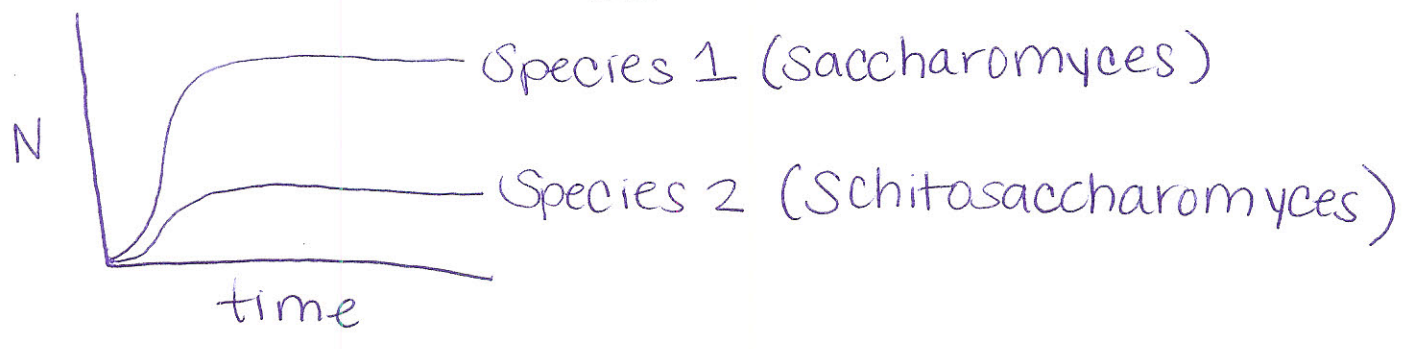 Species 1 (Saccharomyces)
N
Species 2 (Schitosaccharomyces)
time